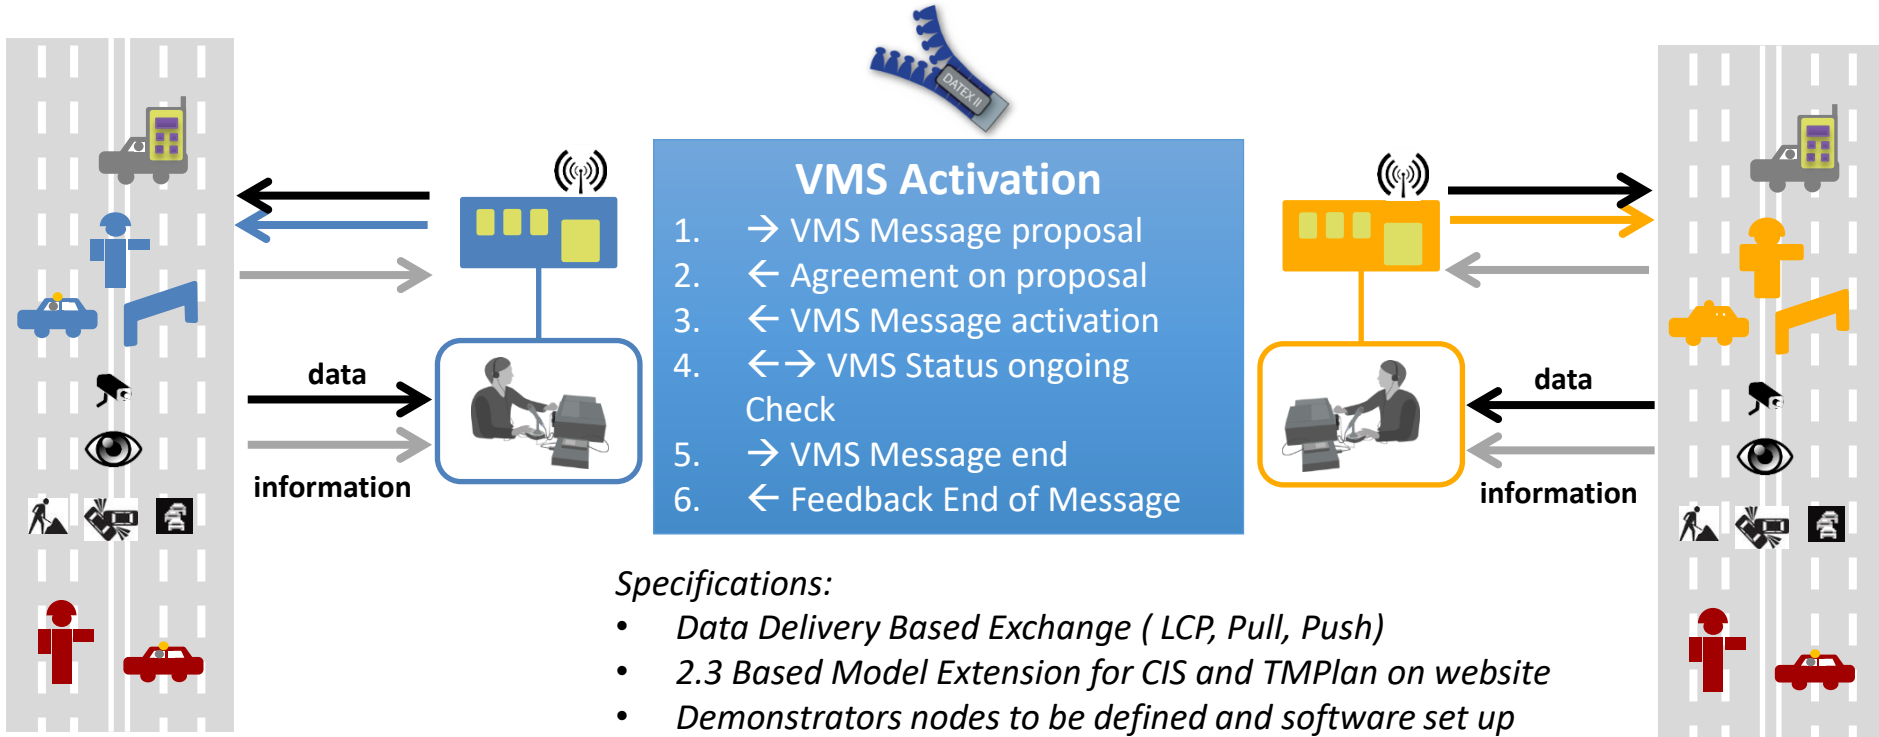 DATEX II
VMS Activation
1. → VMS Message proposal
2. ← Agreement on proposal
3. ← VMS Message activation
4. ←→ VMS Status ongoing
Check
5. → VMS Message end
6. ← Feedback End of Message
data
information
data
information
Specifications:
• Data Delivery Based Exchange ( LCP, Pull, Push)
• 2.3 Based Model Extension for CIS and TMPlan on website
• Demonstrators nodes to be defined and software set up